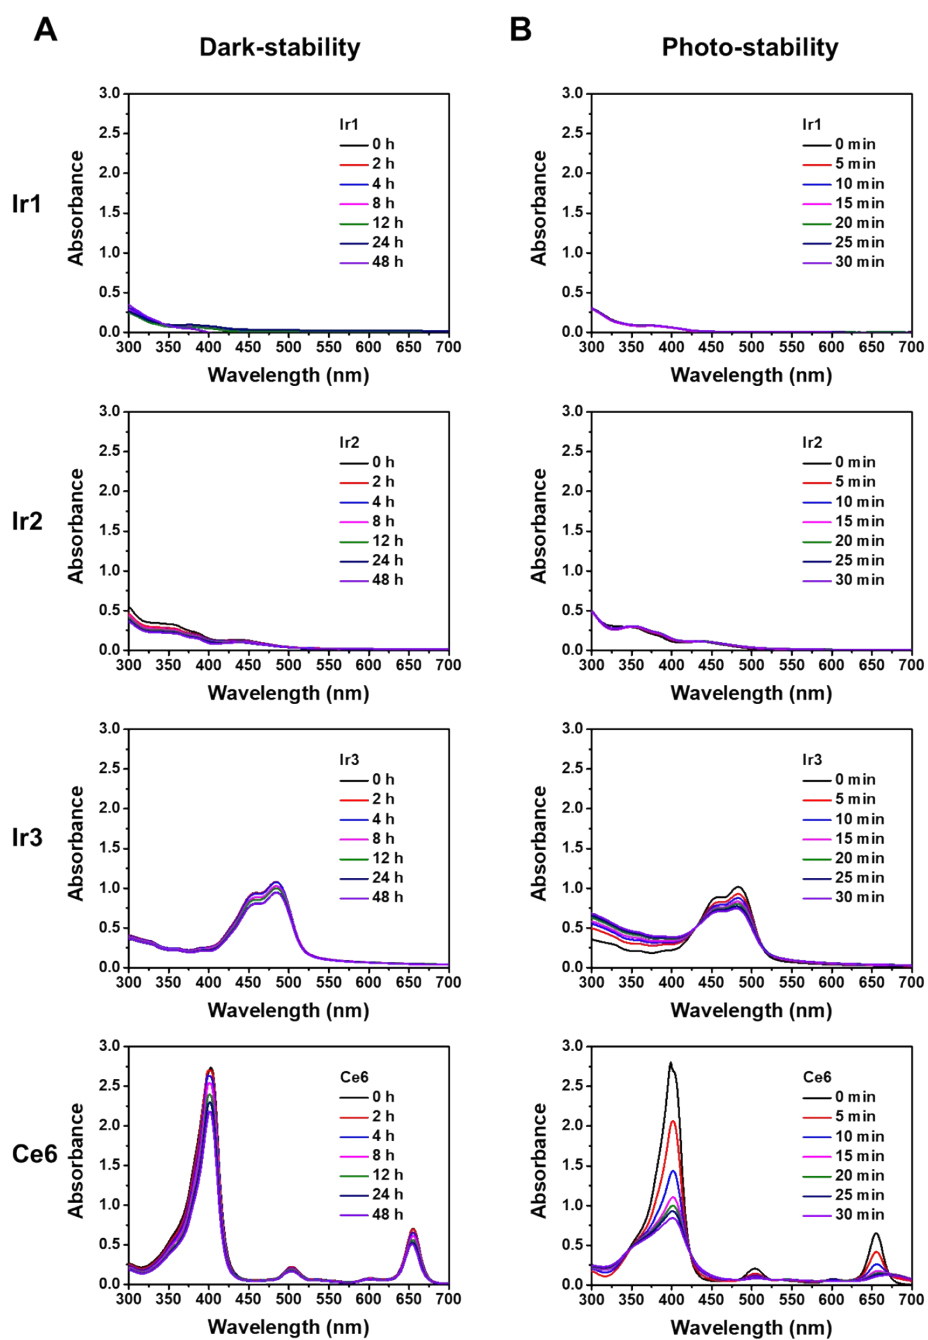 A
B
Dark-stability
Photo-stability
Ir1
Absorbance
3.0
2.5
2.0
1.5
1.0
0.5
0.0
Ir1
0 h
2 h
4 h
8 h
12 h
24 h
48 h
300 350 400 450 500 550 600 650 700
Wavelength (nm)
Absorbance
3.0
2.5
2.0
1.5
1.0
0.5
0.0
Ir1
0 min
5 min
10 min
15 min
20 min
25 min
30 min
300 350 400 450 500 550 600 650 700
Wavelength (nm)
Ir2
Absorbance
3.0
2.5
2.0
1.5
1.0
0.5
0.0
Ir2
0 h
2 h
4 h
8 h
12 h
24 h
48 h
300 350 400 450 500 550 600 650 700
Wavelength (nm)
Absorbance
3.0
2.5
2.0
1.5
1.0
0.5
0.0
Ir2
0 min
5 min
10 min
15 min
20 min
25 min
30 min
300 350 400 450 500 550 600 650 700
Wavelength (nm)
Ir3
Absorbance
3.0
2.5
2.0
1.5
1.0
0.5
0.0
Ir3
0 h
2 h
4 h
8 h
12 h
24 h
48 h
300 350 400 450 500 550 600 650 700
Wavelength (nm)
Absorbance
3.0
2.5
2.0
1.5
1.0
0.5
0.0
Ir3
0 min
5 min
10 min
15 min
20 min
25 min
30 min
300 350 400 450 500 550 600 650 700
Wavelength (nm)
Ce6
Absorbance
3.0
2.5
2.0
1.5
1.0
0.5
0.0
Ce6
0 h
2 h
4 h
8 h
12 h
24 h
48 h
300 350 400 450 500 550 600 650 700
Wavelength (nm)
Absorbance
3.0
2.5
2.0
1.5
1.0
0.5
0.0
Ce6
0 min
5 min
10 min
15 min
20 min
25 min
30 min
300 350 400 450 500 550 600 650 700
Wavelength (nm)